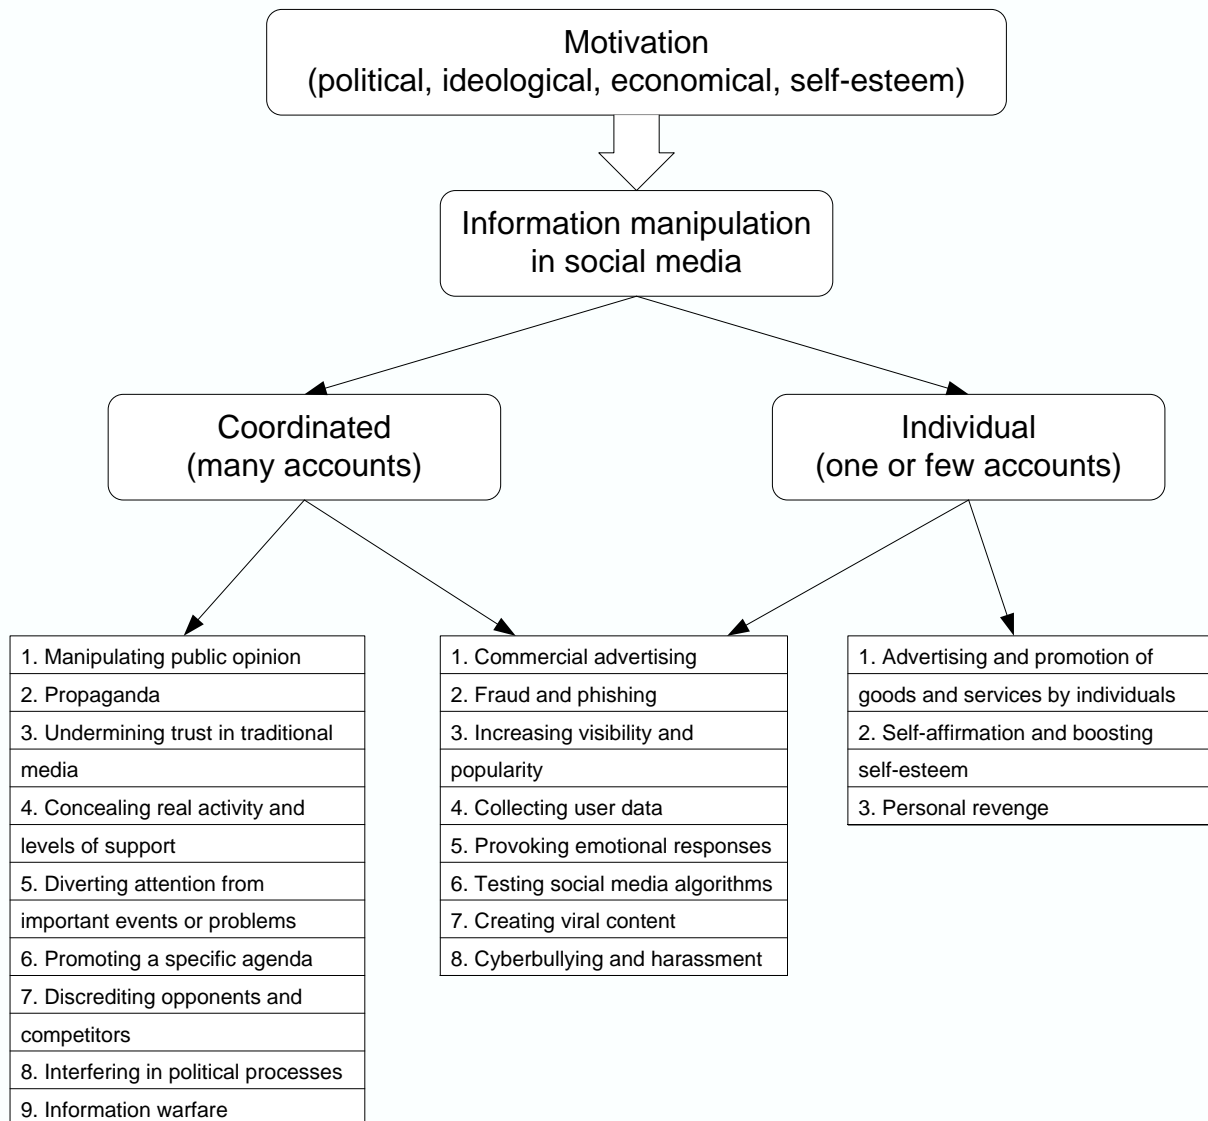 Motivation
(political, ideological, economical, self-esteem)
Information manipulation
in social media
Coordinated
(many accounts)
Individual
(one or few accounts)
1. Manipulating public opinion
2. Propaganda
3. Undermining trust in traditional
media
4. Concealing real activity and
levels of support
5. Diverting attention from
important events or problems
6. Promoting a specific agenda
7. Discrediting opponents and
competitors
8. Interfering in political processes
9. Information warfare
1. Commercial advertising
2. Fraud and phishing
3. Increasing visibility and
popularity
4. Collecting user data
5. Provoking emotional responses
6. Testing social media algorithms
7. Creating viral content
8. Cyberbullying and harassment
1. Advertising and promotion of
goods and services by individuals
2. Self-affirmation and boosting
self-esteem
3. Personal revenge